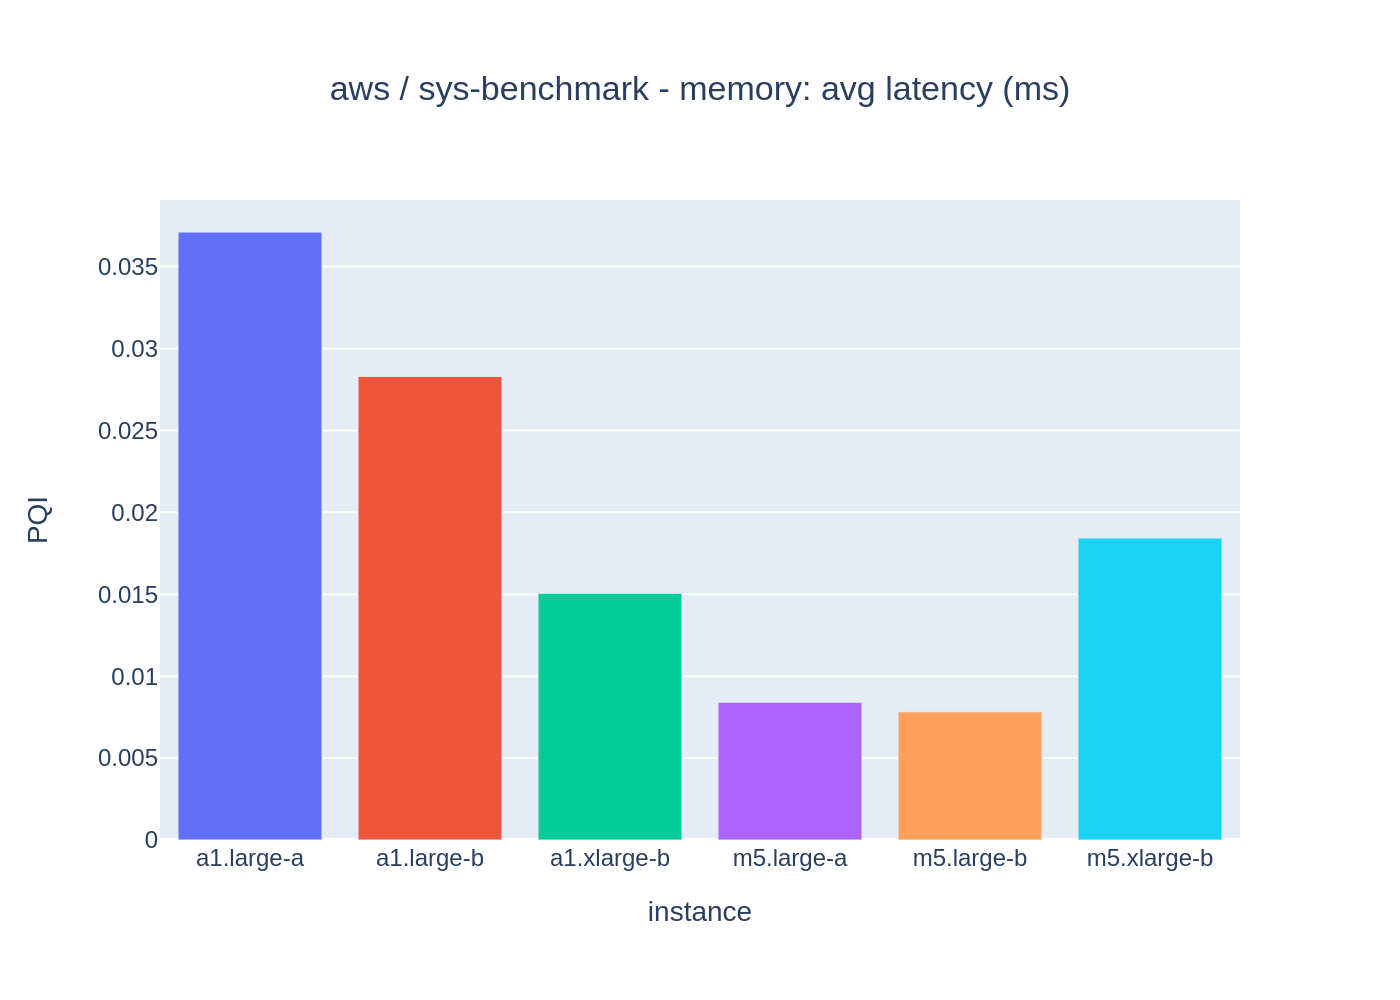 aws / sys-benchmark - memory: avg latency (ms)
0.035
0.03
0.025
0.02
0.015
0.01
0.005
0
PQI
a1.large-a a1.large-b a1.xlarge-b m5.large-a m5.large-b m5.xlarge-b
instance